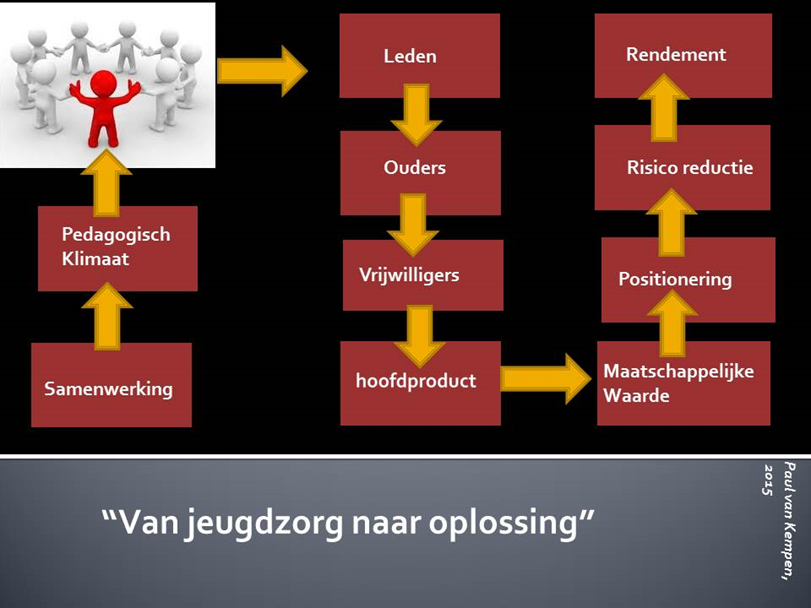 Pedagogisch
Klimaat
Samenwerking
Leden
Ouders
Vrijwilligers
hoofdproduct
Maatschappelijke
Waarde
Positionering
Risico reductie
Rendement
“Van jeugdzorg naar oplossing”
Paul van Kempen,
2015